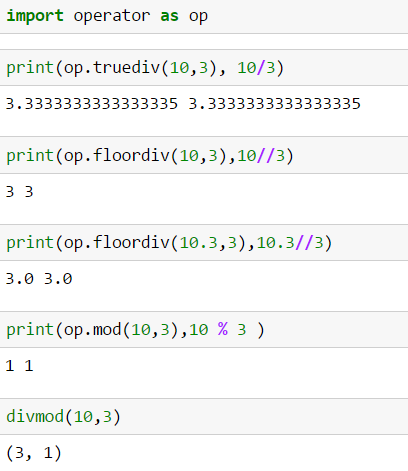 import operator as op
print(op.truediv(10,3), 10/3)
3.3333333333333335 3.3333333333333335
print(op.floordiv(10,3),10//3)
3 3
print(op.floordiv(10.3,3),10.3//3)
3.0 3.0
print(op.mod(10,3),10 % 3 )
1 1
divmod(10,3)
(3, 1)